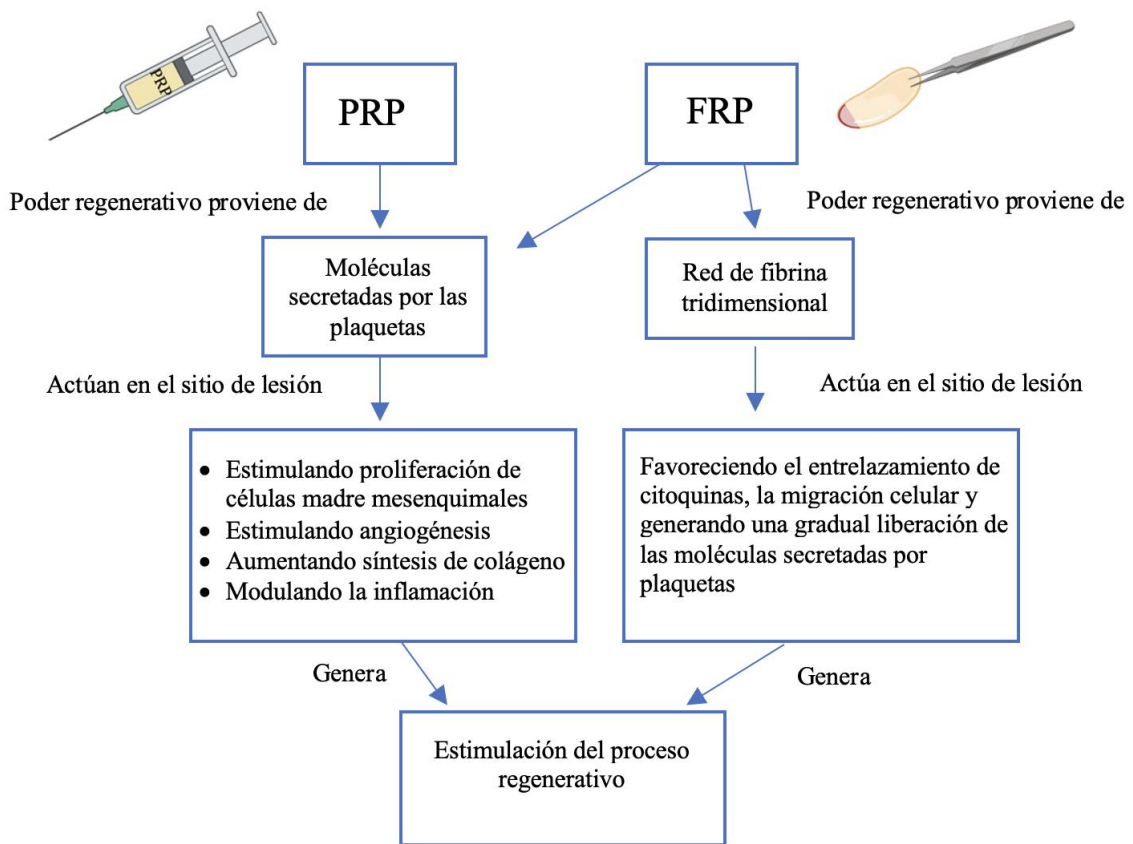 PRP
PRP
FRP
Poder regenerativo proviene de
Poder regenerativo proviene de
Moléculas
secretadas por las
plaquetas
Red de fibrina
tridimensional
Actúan en el sitio de lesión
Actúa en el sitio de lesión
• Estimulando proliferación de
células madre mesenquimales
• Estimulando angiogénesis
• Aumentando síntesis de colágeno
• Modulando la inflamación
Favoreciendo el entrelazamiento de
citoquinas, la migración celular y
generando una gradual liberación de
las moléculas secretadas por
plaquetas
Genera
Genera
Estimulación del proceso
regenerativo